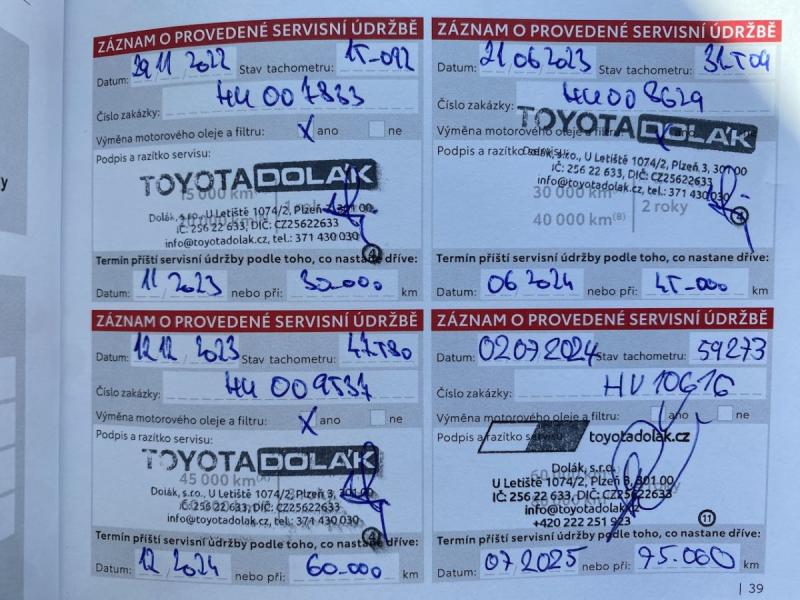 ZÁZNAM O PROVEDENÉ SERVISNÍ ÚDRŽBĚ
Datum: 29 11 / 2022 Stav tachometru:
Číslo zakázky: HU 007833
Výměna motorového oleje a filtru: X ano ne
Podpis a razítko servisu:
TOYOTA DOLÁK
15 000 km
Dolák, s.r.o., U Letiště 1074/2, Plzeň 3, 301 00
IČ: 256 22 633, DIČ: CZ25622633
info@toyotadolak.cz, tel.: 371 430 030
4
Termín příští servisní údržby podle toho, co nastane dříve:
Datum: 11 / 2023 nebo při: 30.000 km
ZÁZNAM O PROVEDENÉ SERVISNÍ ÚDRŽBĚ
Datum: 21 06 2023 Stav tachometru:
Číslo zakázky: HU 008629
Výměna motorového oleje a filtru: ano
Podpis a razítko servisu:
TOYOTA DOLÁK
Dolák, s.r.o., U Letiště 1074/2, Plzeň 3, 301 00
IČ: 256 22 633, DIČ: CZ25622633
info@toyotadolak.cz, tel.: 371 430 030
30 000 km
40 000 km(B) 2 roky
4
Termín příští servisní údržby podle toho, co nastane dříve:
Datum: 06 2024 nebo při: km
ZÁZNAM O PROVEDENÉ SERVISNÍ ÚDRŽBĚ
Datum: 12 12 / 2023 Stav tachometru:
Číslo zakázky: HU 009537
Výměna motorového oleje a filtru: X ano ne
Podpis a razítko servisu:
TOYOTA DOLÁK
45 000 km
Dolák, s.r.o., U Letiště 1074/2, Plzeň 3, 301 00
IČ: 256 22 633, DIČ: CZ25622633
info@toyotadolak.cz, tel.: 371 430 030
4
Termín příští servisní údržby podle toho, co nastane dříve:
Datum: 12 2024 nebo při: 60.000 km
ZÁZNAM O PROVEDENÉ SERVISNÍ ÚDRŽBĚ
Datum: 02 07 2024 Stav tachometru: 59273
Číslo zakázky: HU 10616
Výměna motorového oleje a filtru: ano ne
Podpis a razítko servisu:
toyotadolák.cz
Dolák, s.r.o.
U Letiště 1074/2, Plzeň 3, 301 00
IČ: 256 22 633, DIČ: CZ25622633
info@toyotadolak.cz
+420 222 251 923
11
Termín příští servisní údržby podle toho, co nastane dříve:
Datum: 07 2025 nebo při: 75.000 km
| 39